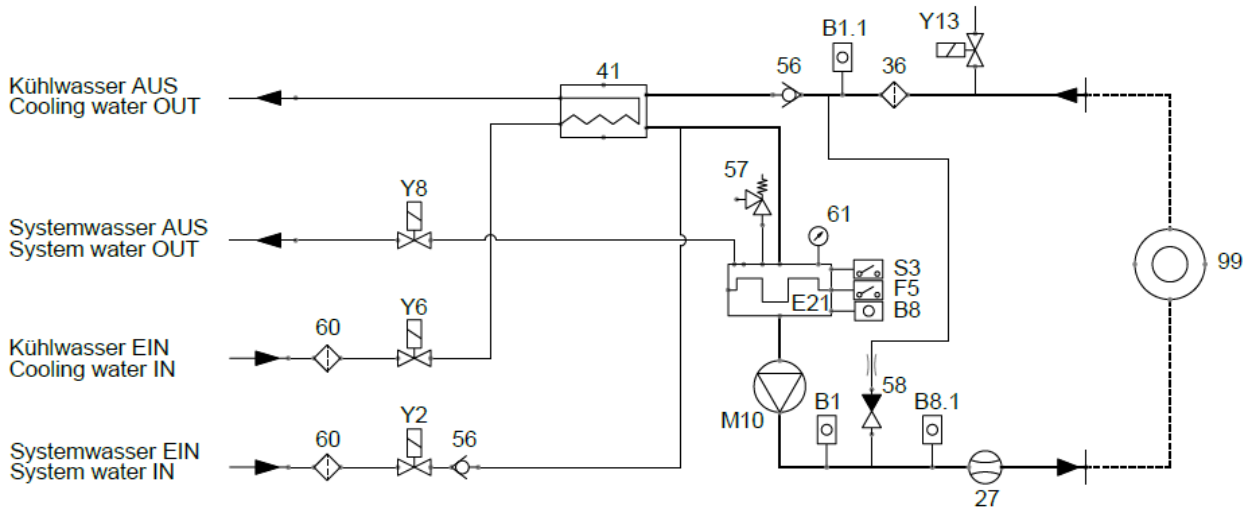 B1.1
Y13
Kühlwasser AUS
Cooling water OUT
41
56
36
57
Y8
Systemwasser AUS
System water OUT
61
99
S3
F5
E21
B8
60
Y6
Kühlwasser EIN
Cooling water IN
58
M10
B1
B8.1
Y2
Systemwasser EIN
System water IN
60
56
27